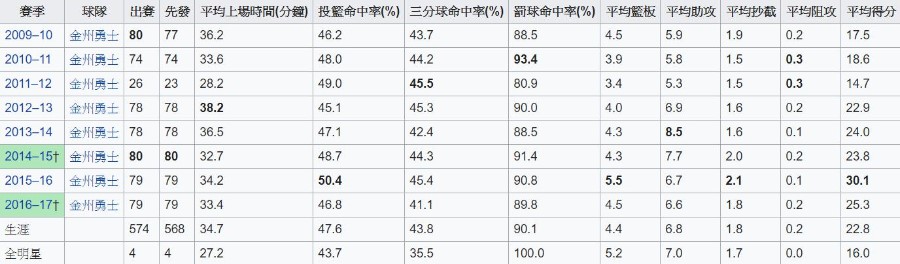 賽季 球隊 出賽 先發 平均上場時間(分鐘) 投籃命中率(%) 三分球命中率(%) 罰球命中率(%) 平均籃板 平均助攻 平均抄截 平均阻攻 平均得分
2009–10 金州勇士 80 77 36.2 46.2 43.7 88.5 4.5 5.9 1.9 0.2 17.5
2010–11 金州勇士 74 74 33.6 48.0 44.2 93.4 3.9 5.8 1.5 0.3 18.6
2011–12 金州勇士 26 23 28.2 49.0 45.5 80.9 3.4 5.3 1.5 0.3 14.7
2012–13 金州勇士 78 78 38.2 45.1 45.3 90.0 4.0 6.9 1.6 0.2 22.9
2013–14 金州勇士 78 78 36.5 47.1 42.4 88.5 4.3 8.5 1.6 0.1 24.0
2014–15† 金州勇士 80 80 32.7 48.7 44.3 91.4 4.3 7.7 2.0 0.2 23.8
2015–16 金州勇士 79 79 34.2 50.4 45.4 90.8 5.5 6.7 2.1 0.1 30.1
2016–17† 金州勇士 79 79 33.4 46.8 41.1 89.8 4.5 6.6 1.8 0.2 25.3
生涯 574 568 34.7 47.6 43.8 90.1 4.4 6.8 1.8 0.2 22.8
全明星 4 4 27.2 43.7 35.5 100.0 5.2 7.0 1.7 0.0 16.0